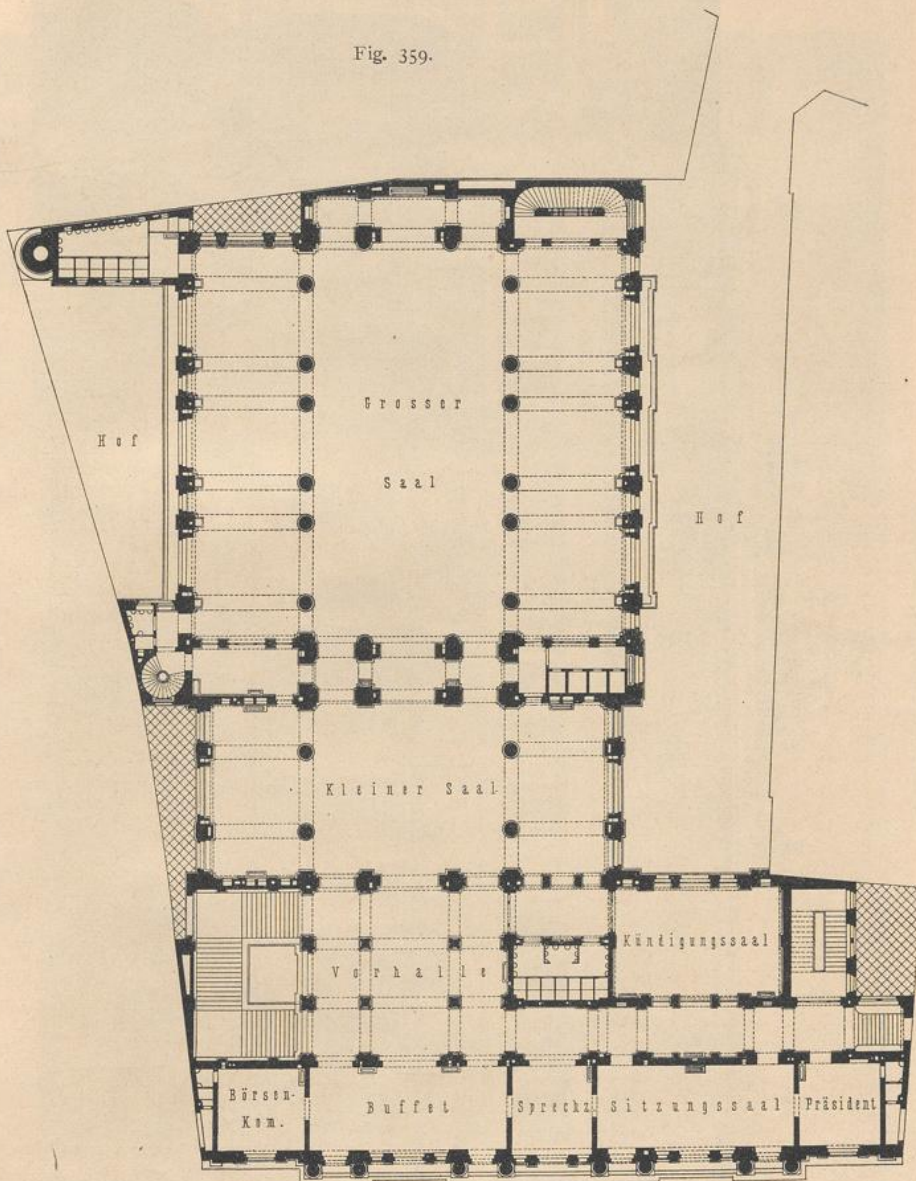 Fig. 359.
Grosser
Hof
Saal
Hof
Kleiner Saal
Kündigungssaal
Vorhalle
Börsen-
Kom.
Buffet
Sprechz.
Sitzungssaal
Präsident